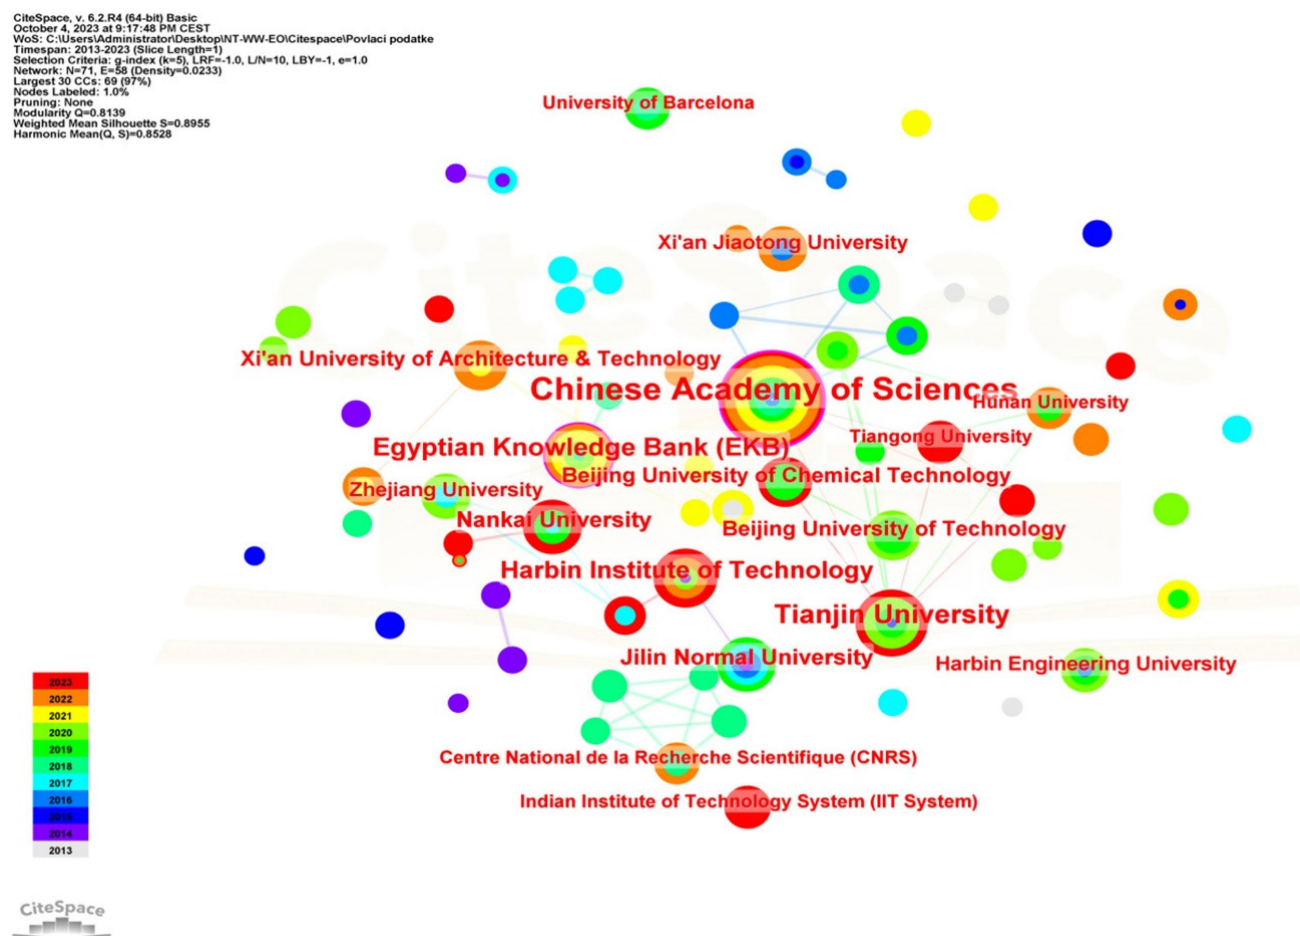 CiteSpace, v. 6.2.R4 (64-bit) Basic
October 4, 2023 at 9:17:48 PM CEST
WoS: C:\Users\Administrator\Desktop\NT-WW-EO\Citespace\Povlaci podatke
Timespan: 2013-2023 (Slice Length=1)
Selection Criteria: g-index (k=5), LRF=-1.0, L/N=10, LBY=-1, e=1.0
Network: N=71, E=58 (Density=0.0233)
Largest 30 CCs: 69 (97%)
Nodes Labeled: 1.0%
Pruning: None
Modularity Q=0.8139
Weighted Mean Silhouette S=0.8955
Harmonic Mean(Q, S)=0.8528
University of Barcelona
Xi'an Jiaotong University
CiteSpace
Xi'an University of Architecture & Technology
Chinese Academy of Sciences
Hunan University
Tiangong University
Egyptian Knowledge Bank (EKB)
Beijing University of Chemical Technology
Zhejiang University
Nankai University
Beijing University of Technology
Harbin Institute of Technology
Tianjin University
Jilin Normal University
Harbin Engineering University
Centre National de la Recherche Scientifique (CNRS)
Indian Institute of Technology System (IIT System)
2023
2022
2021
2020
2019
2018
2017
2016
2015
2014
2013
CiteSpace